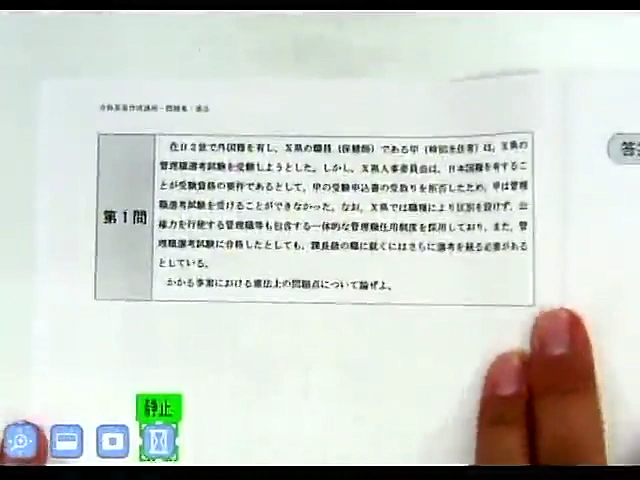 合格答案作成講座・問題集・憲法
第1問
在日2世で外国籍を有し、X県の職員(保健師)である甲(特別永住者)は、X県の
管理職選考試験を受験しようとした。しかし、X県人事委員会は、日本国籍を有するこ
とが受験資格の要件であるとして、甲の受験申込書の受取りを拒否したため、甲は管理
職選考試験を受けることができなかった。なお、X県では職種により区別を設けず、公
権力を行使する管理職等も包含する一体的な管理職任用制度を採用しており、また、管
理職選考試験に合格したとしても、課長級の職に就くにはさらに選考を経る必要がある
としている。
かかる事案における憲法上の問題点について論ぜよ。
答
静止